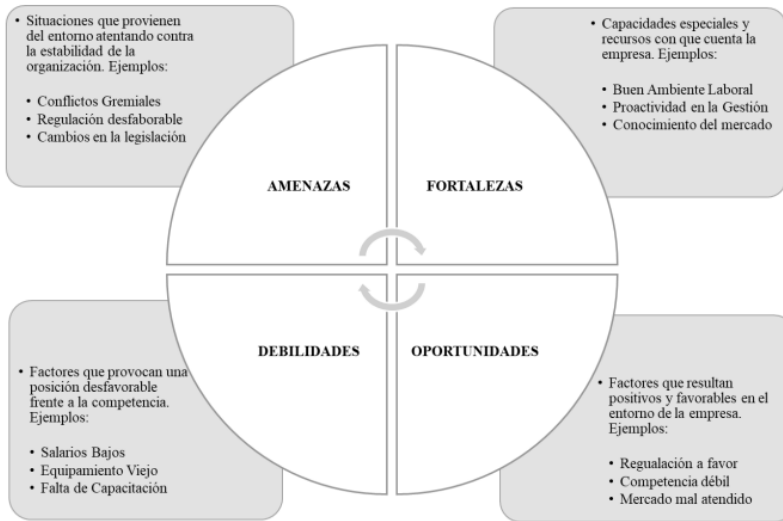 • Situaciones que provienen
del entorno atentando contra
la estabilidad de la
organización. Ejemplos:
• Conflictos Gremiales
• Regulación desfaborable
• Cambios en la legislación
• Capacidades especiales y
recursos con que cuenta la
empresa. Ejemplos:
• Buen Ambiente Laboral
• Proactividad en la Gestión
• Conocimiento del mercado
AMENAZAS
FORTALEZAS
DEBILIDADES
OPORTUNIDADES
• Factores que provocan una
posición desfavorable
frente a la competencia.
Ejemplos:
• Salarios Bajos
• Equipamiento Viejo
• Falta de Capacitación
• Factores que resultan
positivos y favorables en el
entorno de la empresa.
Ejemplos:
• Regualación a favor
• Competencia débil
• Mercado mal atendido